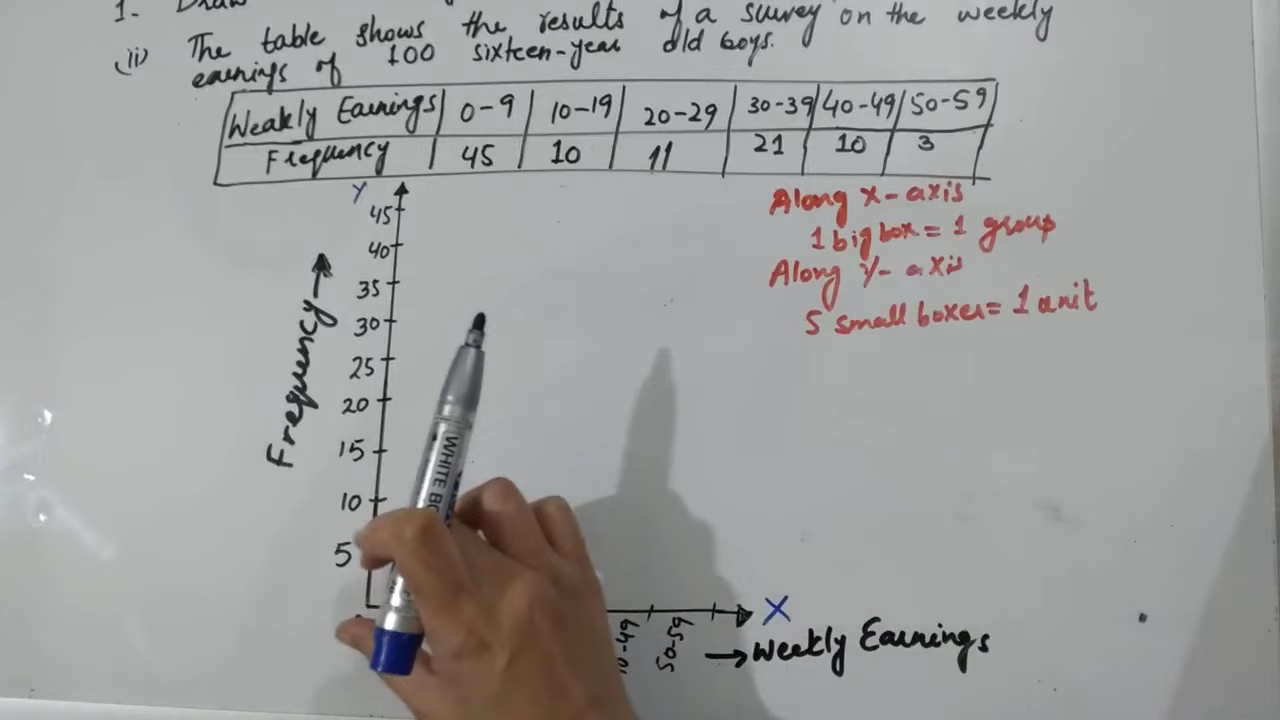 1. Draw
(ii) The table shows the results of a survey on the weekly
earnings of 100 sixteen-year old boys.
Weakly Earnings 0-9 10-19 20-29 30-39 40-49 50-59
Frequency 45 10 11 21 10 3
Along x-axis
1 big box = 1 group
Along Y-axis
5 small boxes = 1 unit
Y
45
40
35
30
25
20
15
10
5
Frequency
WHITE BO
50-59
X
Weekly Earnings